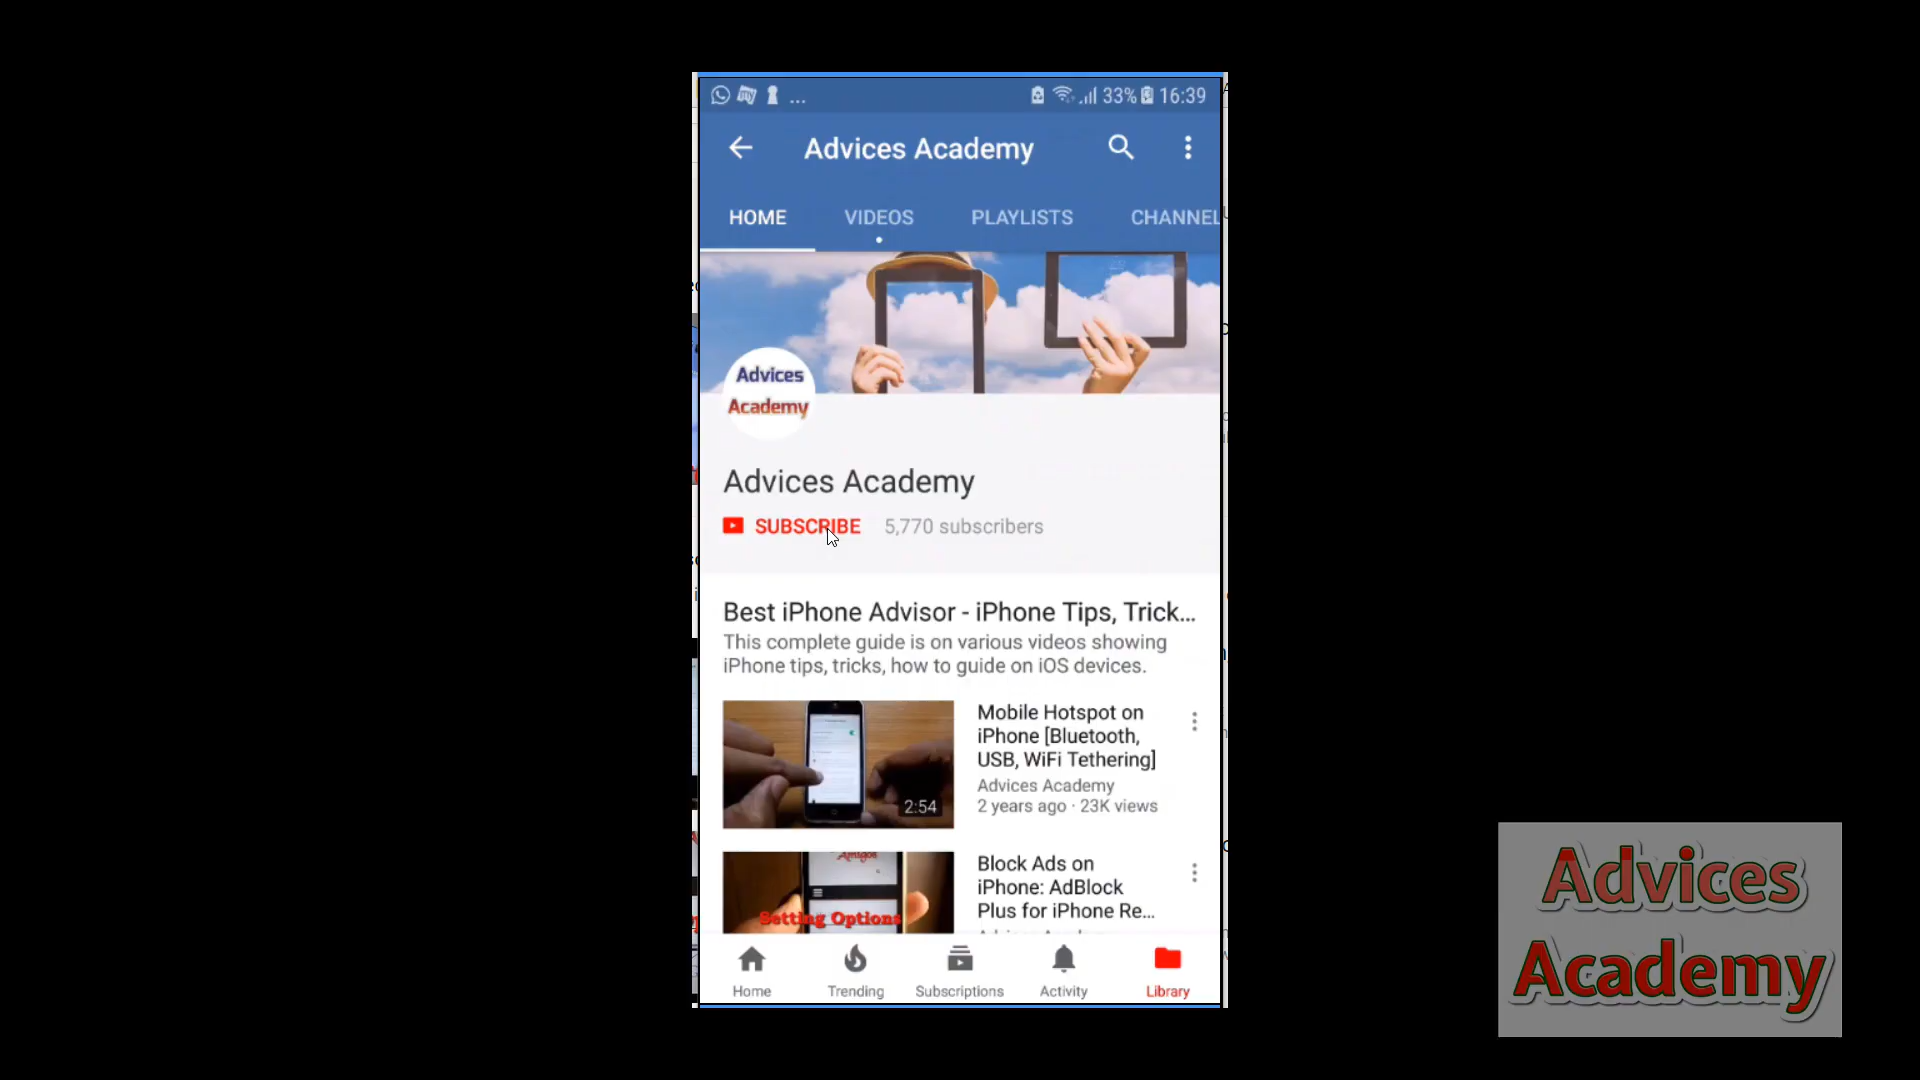 ... 33% 16:39
Advices Academy
HOME VIDEOS PLAYLISTS CHANNEL
Advices
Academy
Advices Academy
SUBSCRIBE 5,770 subscribers
Best iPhone Advisor - iPhone Tips, Trick...
This complete guide is on various videos showing
iPhone tips, tricks, how to guide on iOS devices.
Mobile Hotspot on
iPhone [Bluetooth,
USB, WiFi Tethering]
Advices Academy
2 years ago · 23K views
2:54
Block Ads on
iPhone: AdBlock
Plus for iPhone Re...
Amigos
Setting Options
Home Trending Subscriptions Activity Library
Advices
Academy